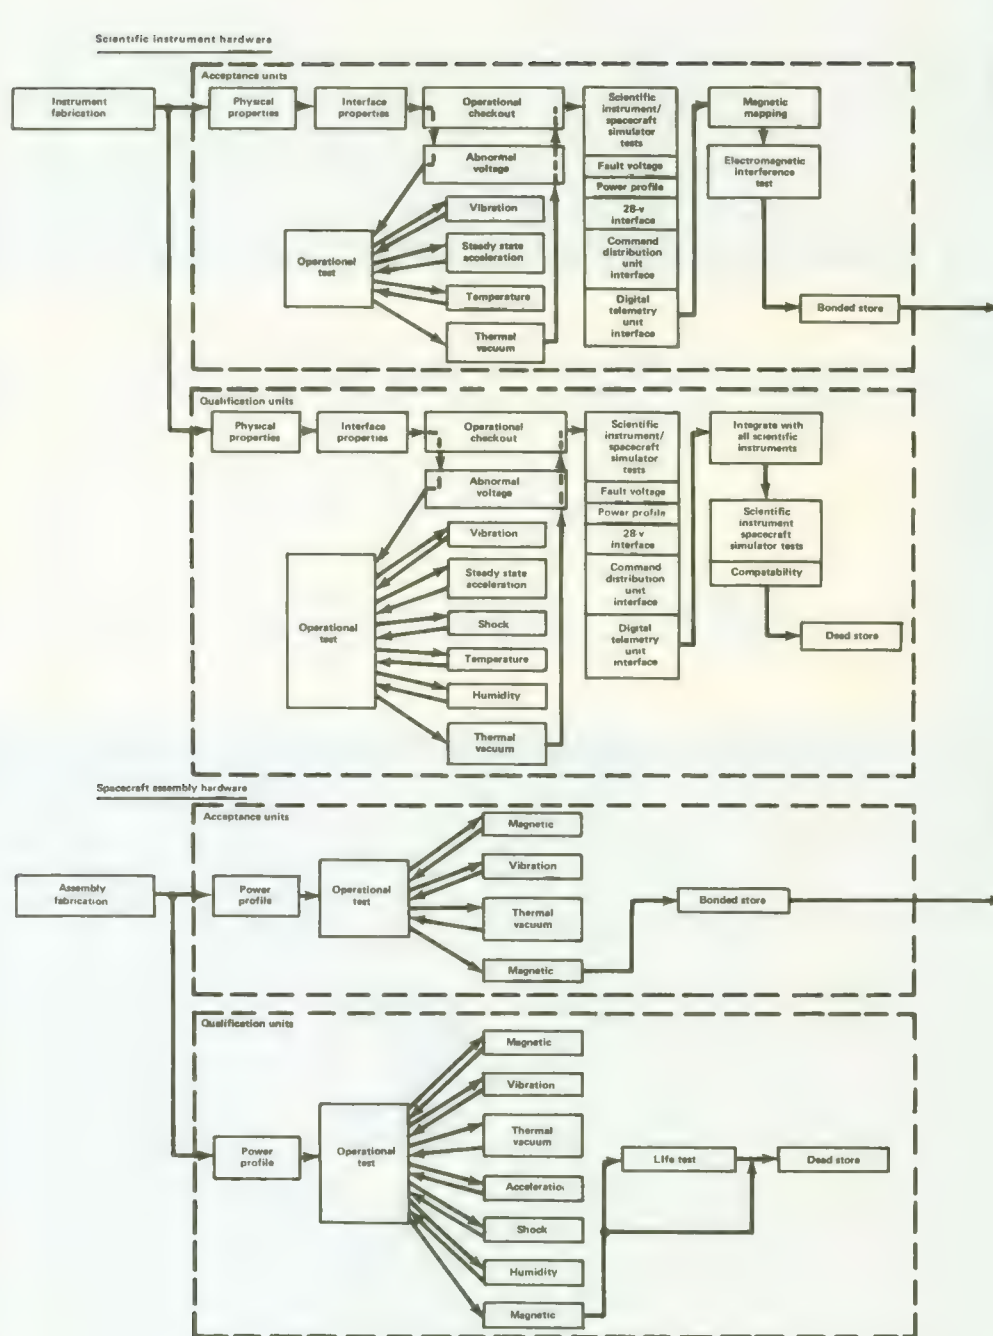 Scientific instrument hardware
Acceptance units
Instrument
fabrication
Physical
properties
Interface
properties
Operational
checkout
Abnormal
voltage
Operational
test
Vibration
Steady state
acceleration
Temperature
Thermal
vacuum
Scientific
instrument/
spacecraft
simulator
tests
Fault voltage
Power profile
28-v
interface
Command
distribution
unit
interface
Digital
telemetry
unit
interface
Magnetic
mapping
Electromagnetic
interference
test
Bonded store
Qualification units
Physical
properties
Interface
properties
Operational
checkout
Abnormal
voltage
Operational
test
Vibration
Steady state
acceleration
Shock
Temperature
Humidity
Thermal
vacuum
Scientific
instrument/
spacecraft
simulator
tests
Fault voltage
Power profile
28-v
interface
Command
distribution
unit
interface
Digital
telemetry
unit
interface
Integrate with
all scientific
instruments
Scientific
instrument
spacecraft
simulator tests
Compatability
Dead store
Spacecraft assembly hardware
Acceptance units
Assembly
fabrication
Power
profile
Operational
test
Magnetic
Vibration
Thermal
vacuum
Magnetic
Bonded store
Qualification units
Power
profile
Operational
test
Magnetic
Vibration
Thermal
vacuum
Acceleration
Shock
Humidity
Magnetic
Life test
Dead store